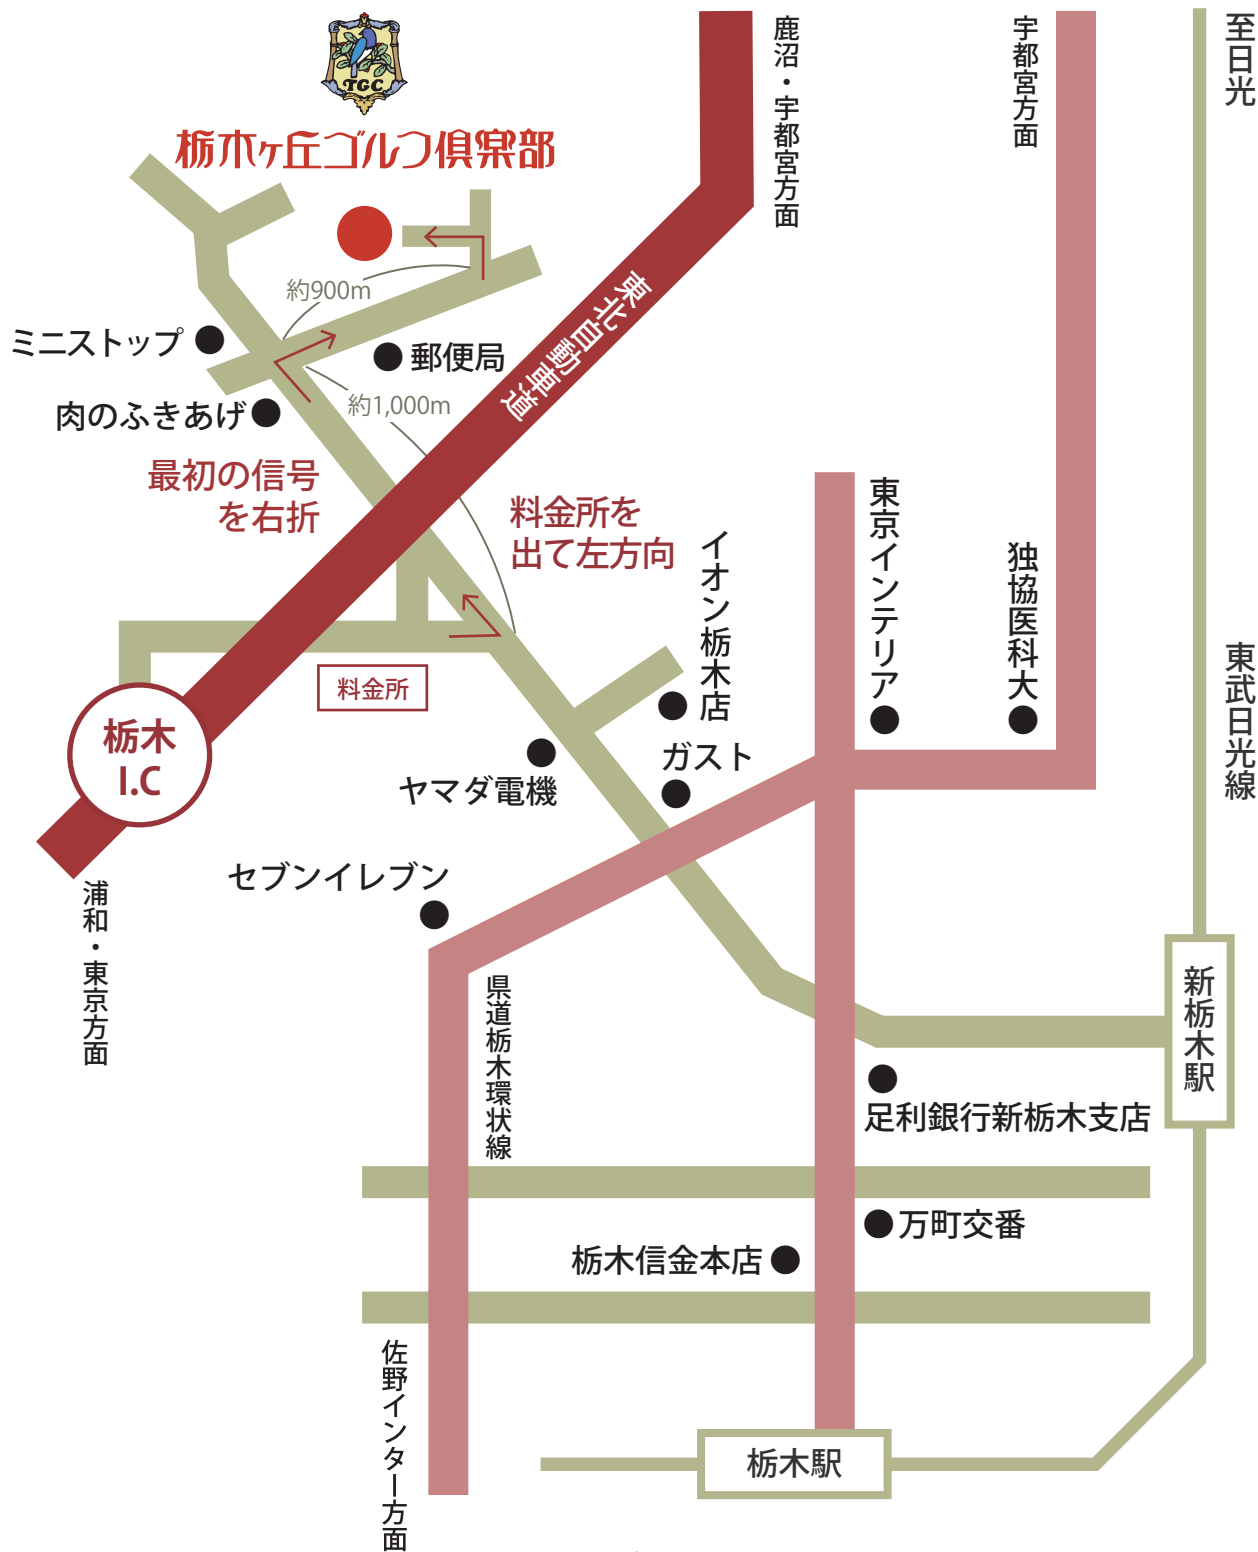 TGC
栃木ヶ丘ゴルフ倶楽部
鹿沼・宇都宮方面
宇都宮方面
至日光
約900m
東北自動車道
ミニストップ
郵便局
約1,000m
肉のふきあげ
最初の信号
を右折
料金所を
出て左方向
イオン栃木店
東京インテリア
独協医科大
東武日光線
料金所
栃木
I.C
ガスト
ヤマダ電機
セブンイレブン
浦和・東京方面
県道栃木環状線
新栃木駅
足利銀行新栃木支店
万町交番
栃木信金本店
佐野インター方面
栃木駅